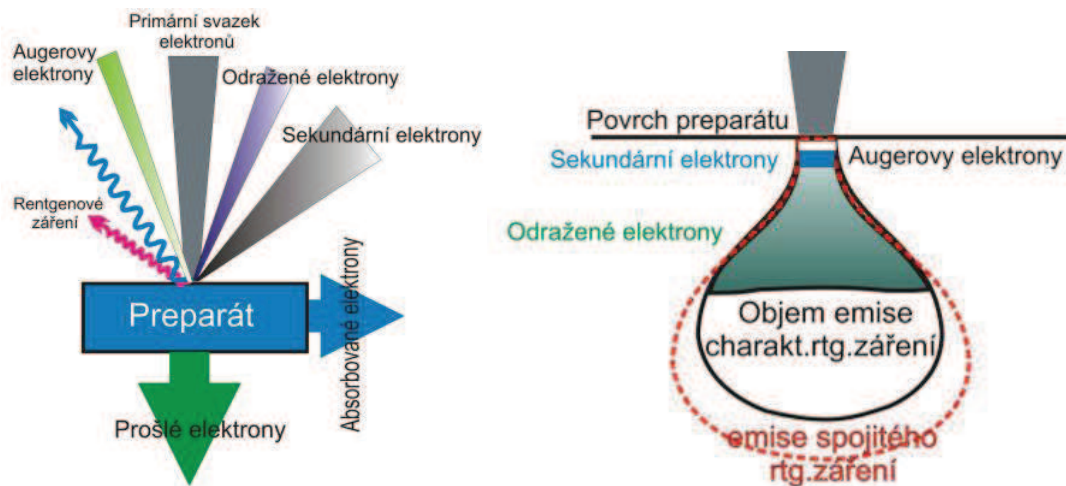 Primární svazek
elektronů
Augerovy
elektrony
Odražené elektrony
Sekundární elektrony
Rentgenové
záření
Preparát
Absorbované elektrony
Prošlé elektrony
Povrch preparátu
Sekundární elektrony
Augerovy elektrony
Odražené elektrony
Objem emise
charakt.rtg.záření
emise spojitého
rtg.záření